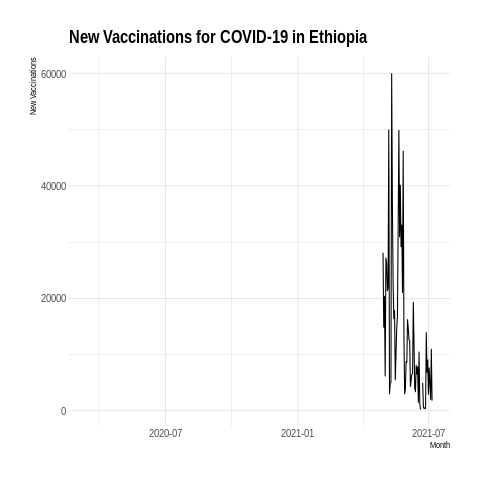 New Vaccinations for COVID-19 in Ethiopia
New Vaccinations
60000
40000
20000
0
2020-07
2021-01
2021-07
Month